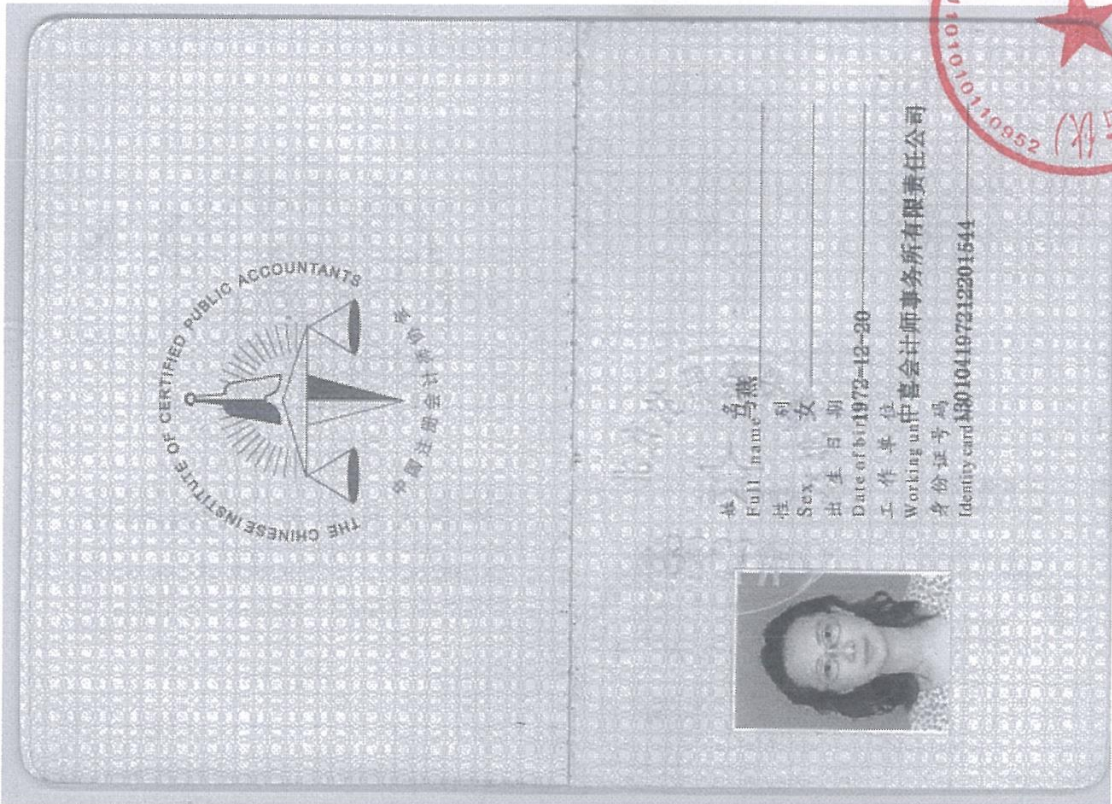 THE CHINESE INSTITUTE OF CERTIFIED PUBLIC ACCOUNTANTS
中国注册会计师协会
姓 名 马燕
Full name
性 别 女
Sex
出 生 日 期 1972-12-20
Date of birth
工 作 单 位 中喜会计师事务所有限责任公司
Working unit
身份证号码 130104197212201544
Identity card
101010110952